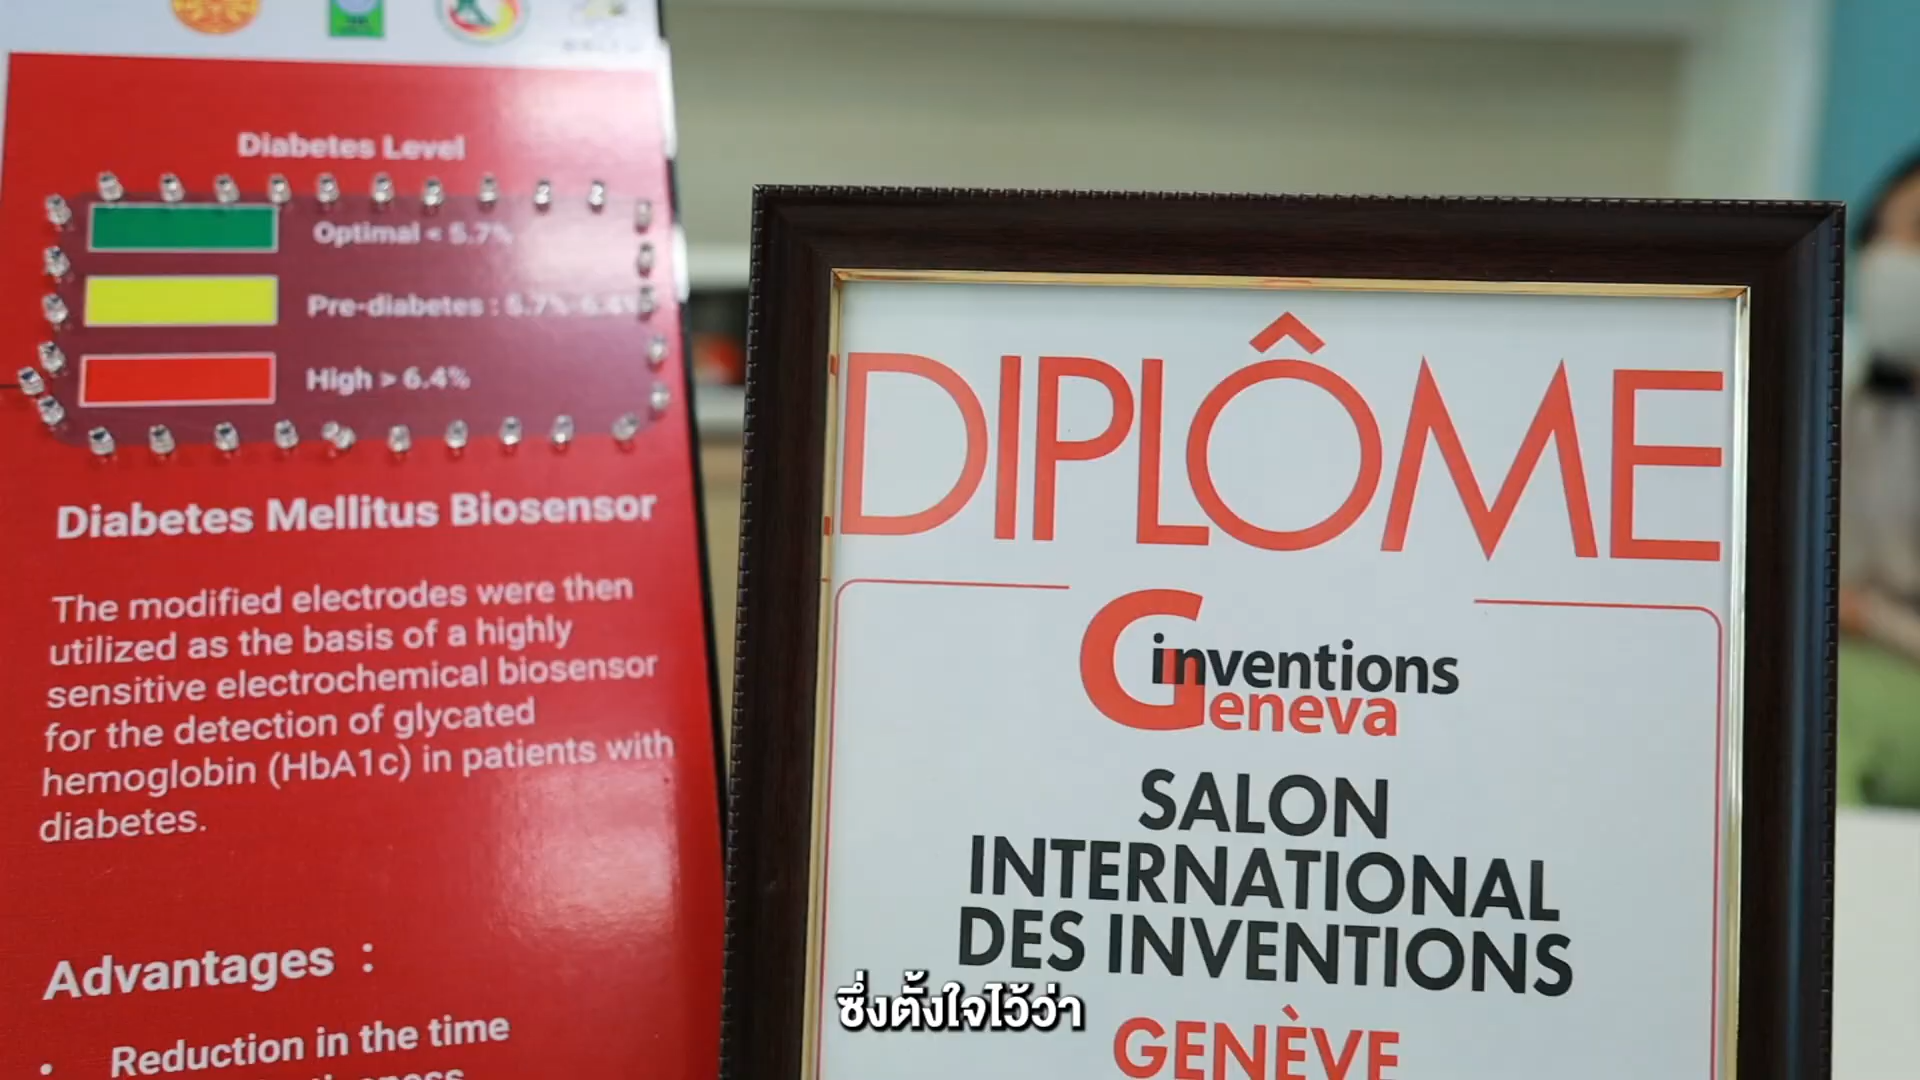 Diabetes Level
Optimal < 5.7%
Pre-diabetes : 5.7%-6.4%
High > 6.4%
Diabetes Mellitus Biosensor
The modified electrodes were then
utilized as the basis of a highly
sensitive electrochemical biosensor
for the detection of glycated
hemoglobin (HbA1c) in patients with
diabetes.
Advantages :
• Reduction in the time
DIPLÔME
inventions
Geneva
SALON
INTERNATIONAL
DES INVENTIONS
GENÈVE
ซึ่งตั้งใจไว้ว่า